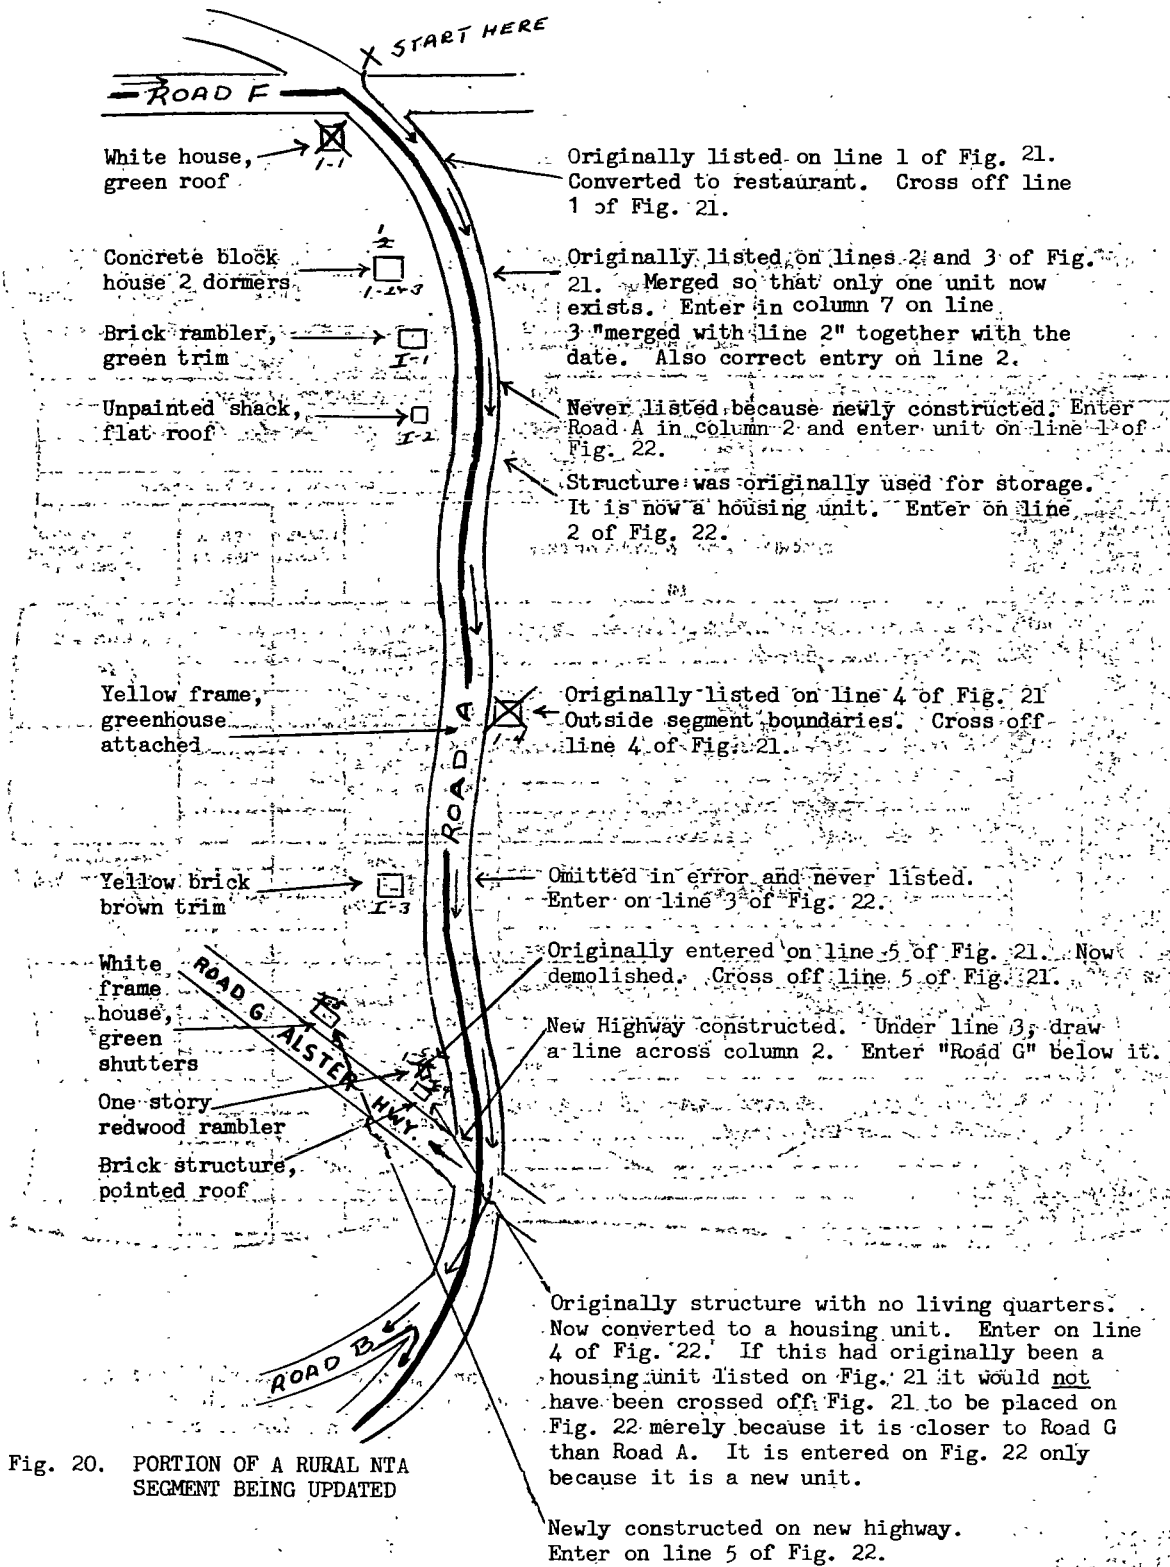 X START HERE
ROAD F
White house,
green roof
1-1
Originally listed on line 1 of Fig. 21.
Converted to restaurant. Cross off line
1 of Fig. 21.
Concrete block
house 2 dormers
1
2
1-2+3
Originally listed on lines 2 and 3 of Fig.
21. Merged so that only one unit now
exists. Enter in column 7 on line
3 "merged with line 2" together with the
date. Also correct entry on line 2.
Brick rambler,
green trim
I-1
Unpainted shack,
flat roof
I-2
Never listed because newly constructed. Enter
Road A in column 2 and enter unit on line 1 of
Fig. 22.
Structure was originally used for storage.
It is now a housing unit. Enter on line
2 of Fig. 22.
Yellow frame,
greenhouse
attached
ROAD A
1-4
Originally listed on line 4 of Fig. 21
Outside segment boundaries. Cross off
line 4 of Fig. 21.
Yellow brick
brown trim
I-3
Omitted in error and never listed.
Enter on line 3 of Fig. 22.
White
frame
house,
green
shutters
ROAD G ALSTER HWY.
Originally entered on line 5 of Fig. 21. Now
demolished. Cross off line 5 of Fig. 21.
New Highway constructed. Under line 3, draw
a line across column 2. Enter "Road G" below it.
One story
redwood rambler
Brick structure,
pointed roof
ROAD B
Originally structure with no living quarters.
Now converted to a housing unit. Enter on line
4 of Fig. 22. If this had originally been a
housing unit listed on Fig. 21 it would not
have been crossed off Fig. 21 to be placed on
Fig. 22 merely because it is closer to Road G
than Road A. It is entered on Fig. 22 only
because it is a new unit.
Fig. 20. PORTION OF A RURAL NTA
SEGMENT BEING UPDATED
Newly constructed on new highway.
Enter on line 5 of Fig. 22.